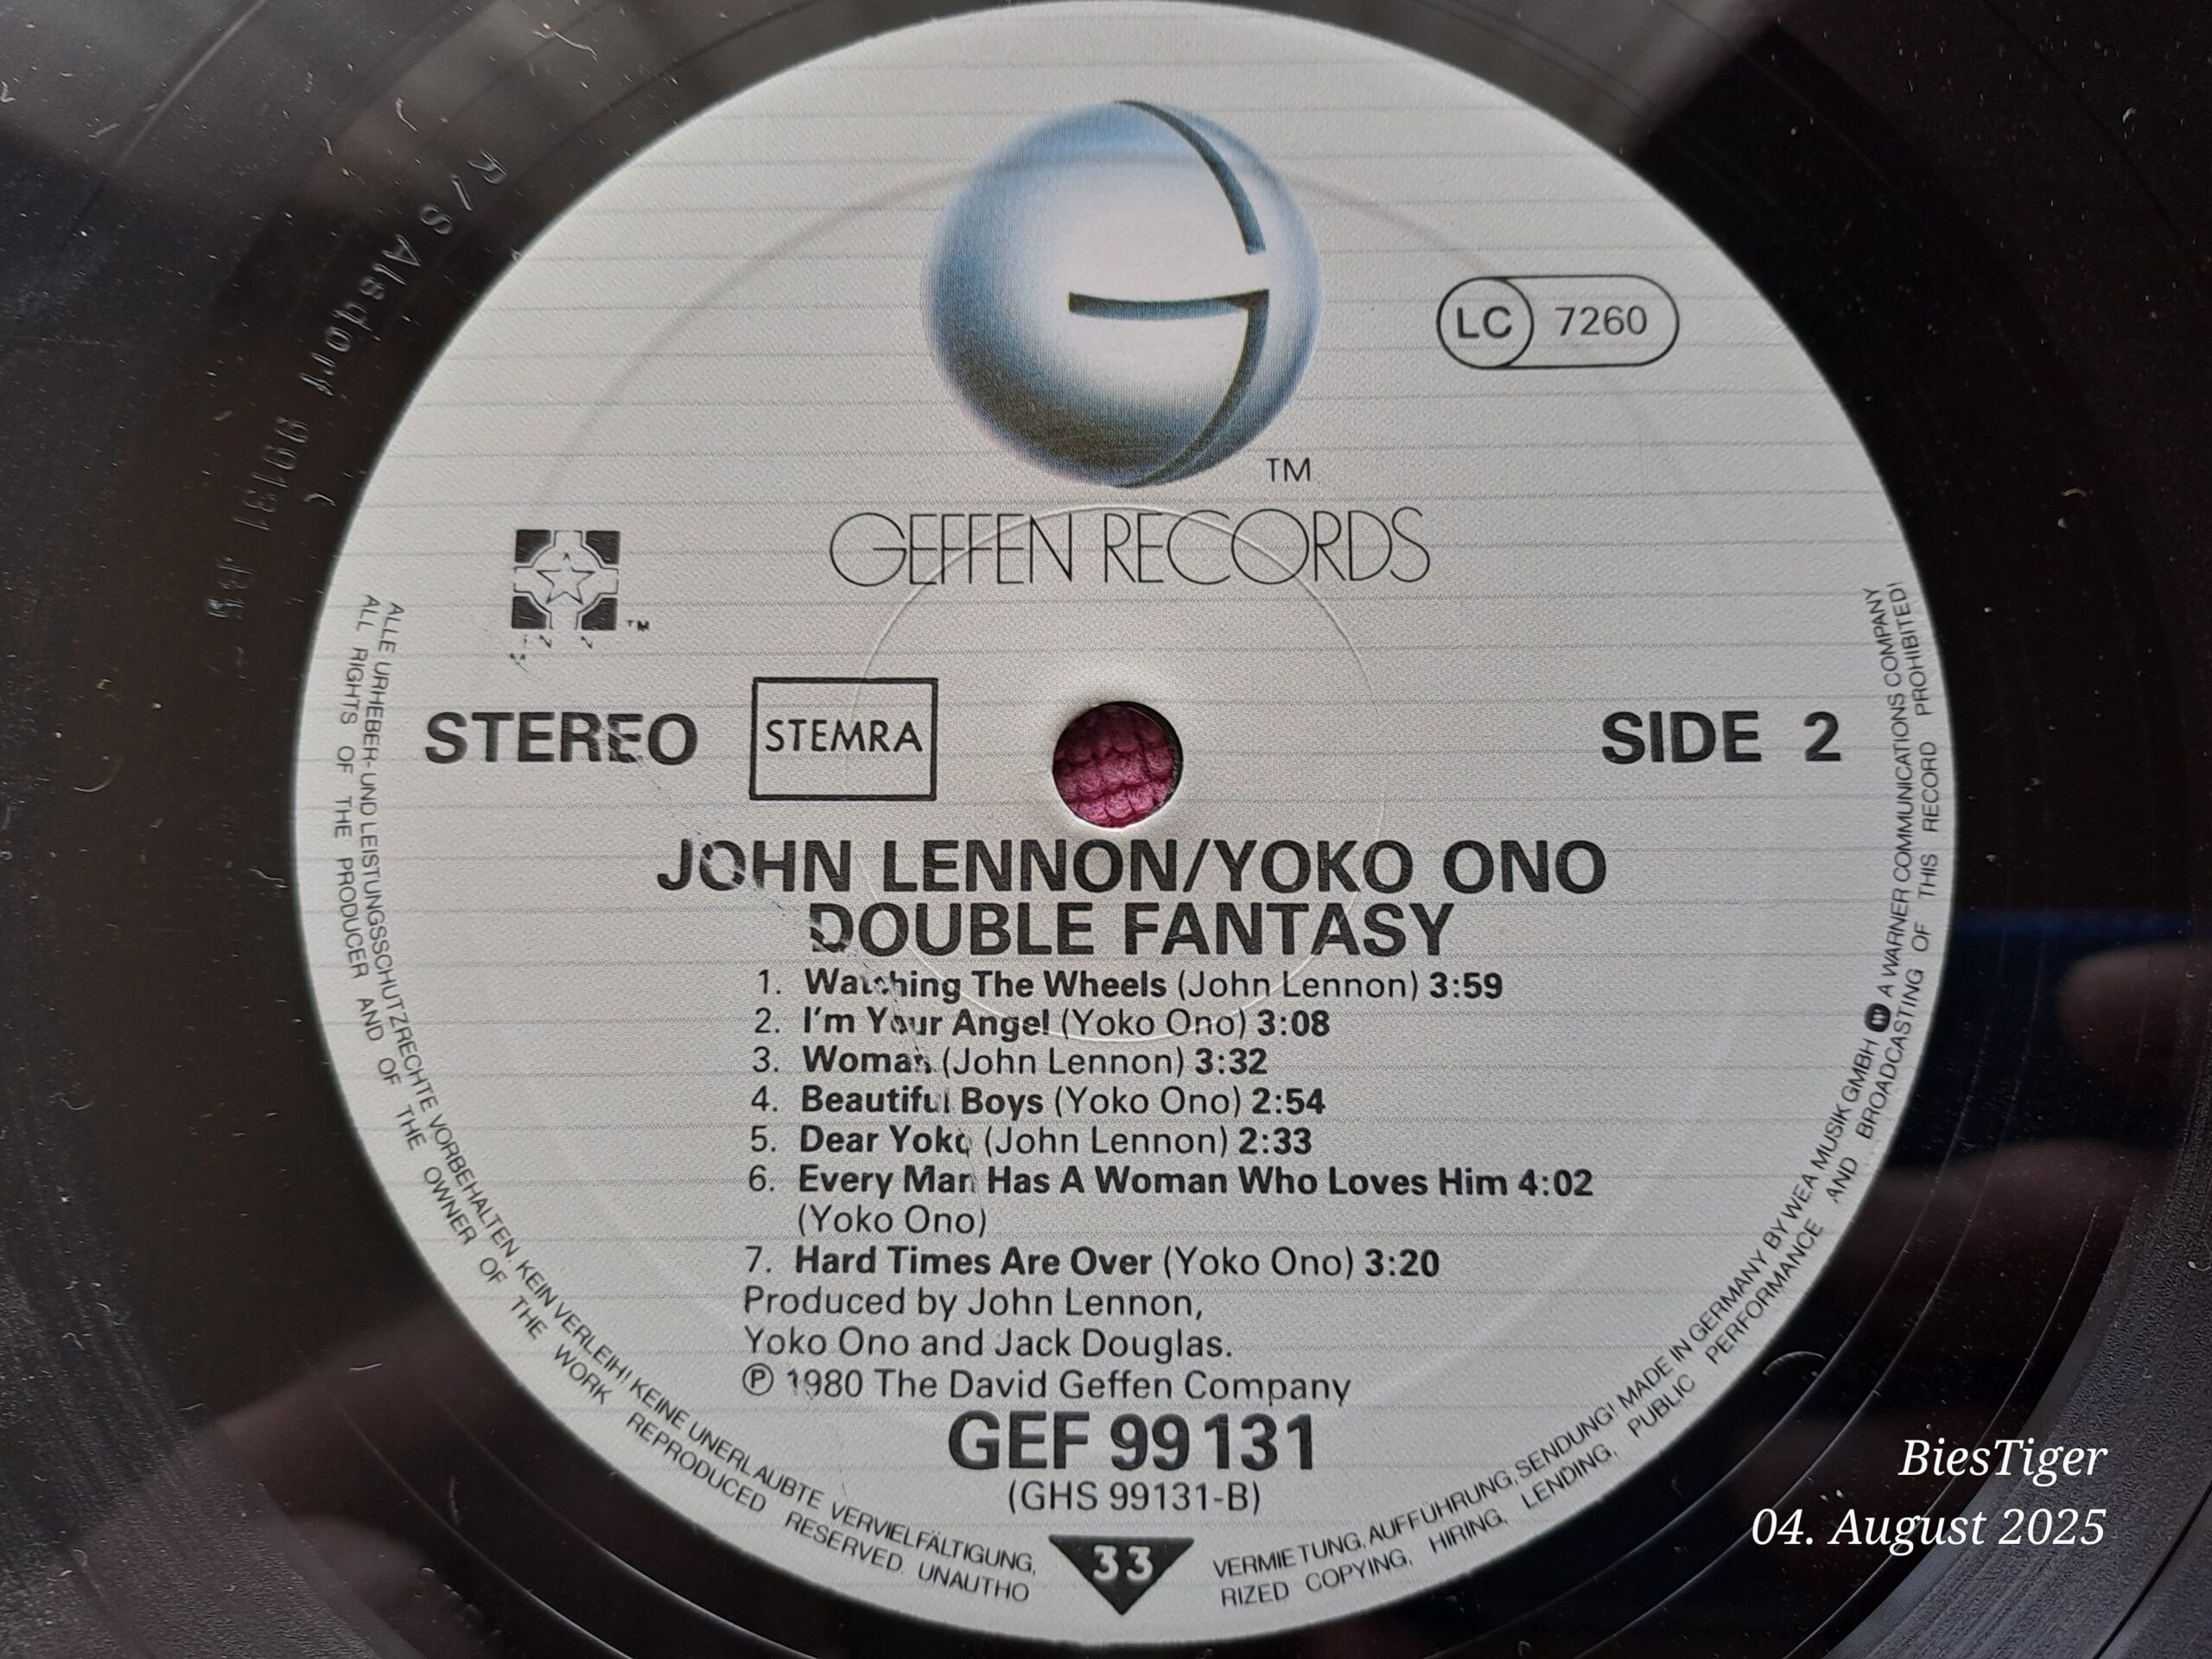 R/S Alsdorf 99131
LC 7260
TM
GEFFEN RECORDS
TM
STEREO
STEMRA
SIDE 2
JOHN LENNON/YOKO ONO
DOUBLE FANTASY
1. Watching The Wheels (John Lennon) 3:59
2. I'm Your Angel (Yoko Ono) 3:08
3. Woman (John Lennon) 3:32
4. Beautiful Boys (Yoko Ono) 2:54
5. Dear Yoko (John Lennon) 2:33
6. Every Man Has A Woman Who Loves Him 4:02
(Yoko Ono)
7. Hard Times Are Over (Yoko Ono) 3:20
Produced by John Lennon,
Yoko Ono and Jack Douglas.
℗ 1980 The David Geffen Company
GEF 99131
(GHS 99131-B)
33
ALLE URHEBER- UND LEISTUNGSSCHUTZRECHTE VORBEHALTEN. KEIN VERLEIH! KEINE UNERLAUBTE VERVIELFÄLTIGUNG, VERMIETUNG, AUFFÜHRUNG, SENDUNG! MADE IN GERMANY BY WEA MUSIK GMBH A WARNER COMMUNICATIONS COMPANY
ALL RIGHTS OF THE PRODUCER AND OF THE OWNER OF THE WORK REPRODUCED RESERVED. UNAUTHORIZED COPYING, HIRING, LENDING, PUBLIC PERFORMANCE AND BROADCASTING OF THIS RECORD PROHIBITED!
BiesTiger
04. August 2025